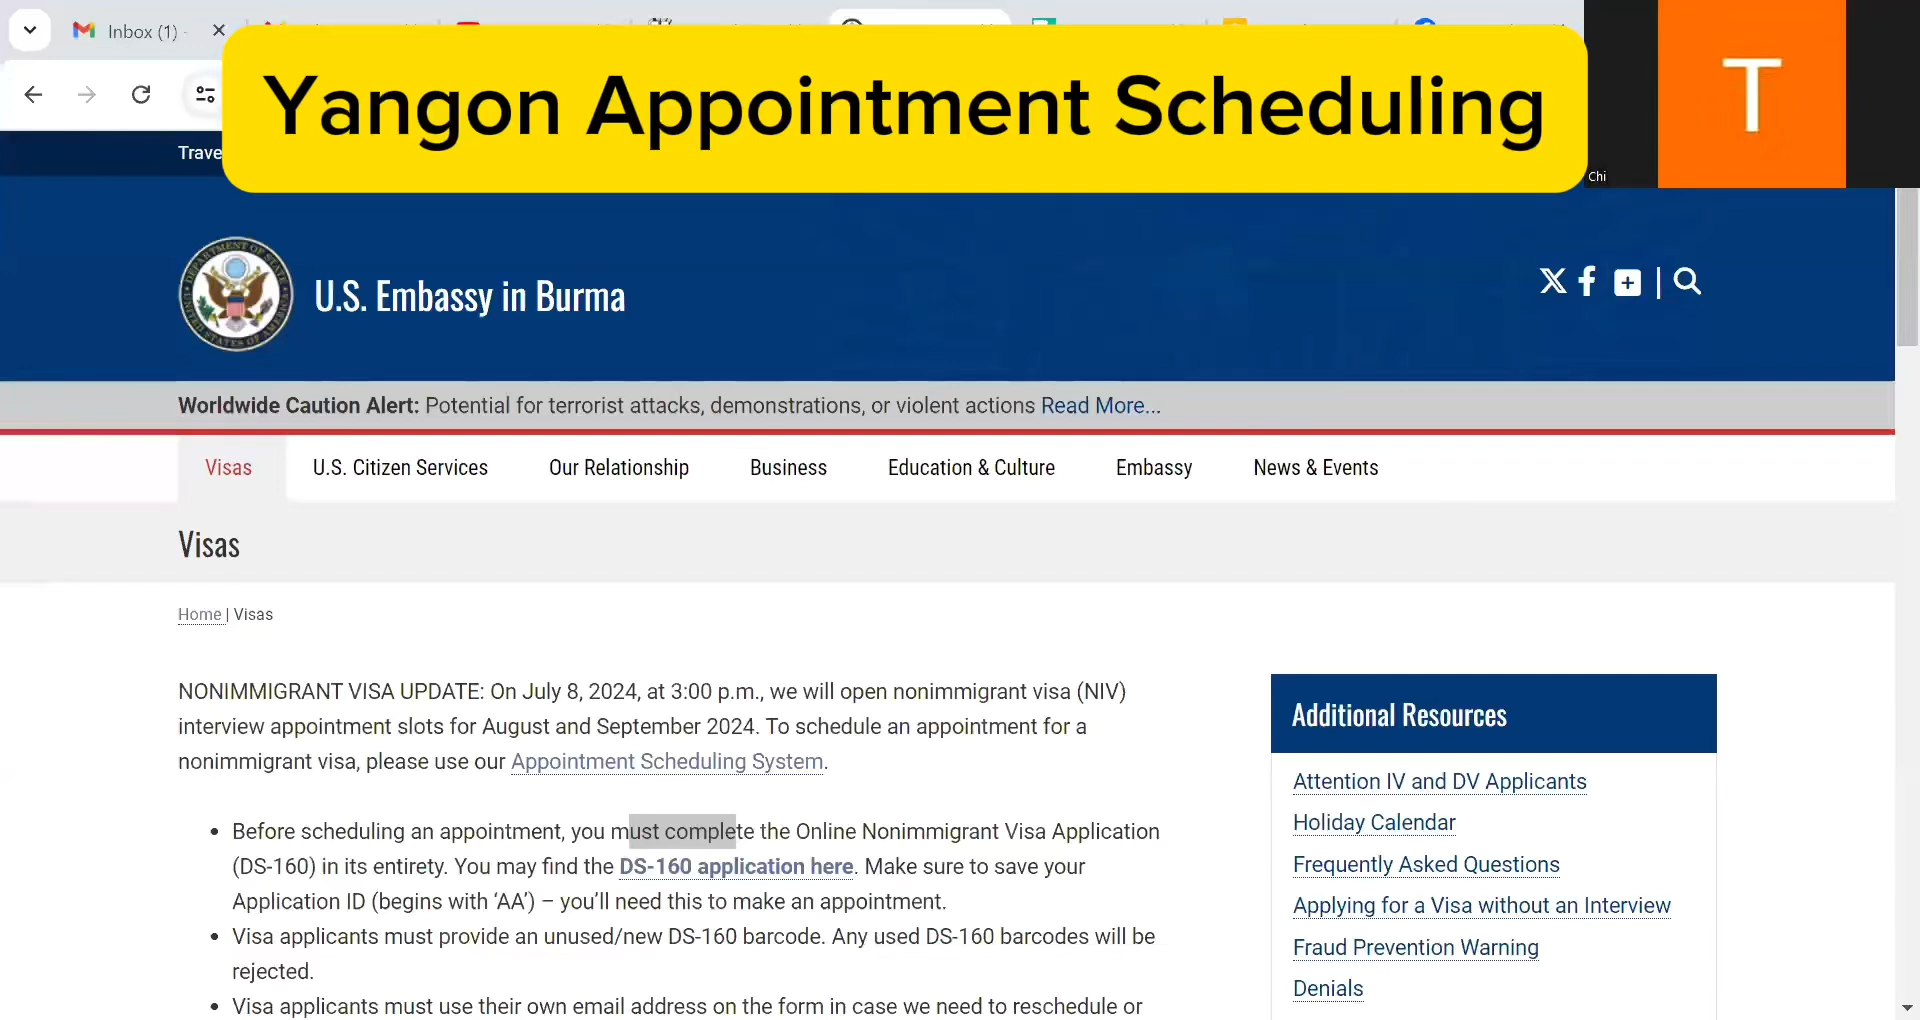 Inbox (1) -
Yangon Appointment Scheduling
T
Chi
Trave
U.S. Embassy in Burma
Worldwide Caution Alert: Potential for terrorist attacks, demonstrations, or violent actions Read More...
Visas
U.S. Citizen Services
Our Relationship
Business
Education & Culture
Embassy
News & Events
Visas
Home | Visas
NONIMMIGRANT VISA UPDATE: On July 8, 2024, at 3:00 p.m., we will open nonimmigrant visa (NIV)
interview appointment slots for August and September 2024. To schedule an appointment for a
nonimmigrant visa, please use our Appointment Scheduling System.
• Before scheduling an appointment, you must complete the Online Nonimmigrant Visa Application
(DS-160) in its entirety. You may find the DS-160 application here. Make sure to save your
Application ID (begins with ‘AA’) – you’ll need this to make an appointment.
• Visa applicants must provide an unused/new DS-160 barcode. Any used DS-160 barcodes will be
rejected.
• Visa applicants must use their own email address on the form in case we need to reschedule or
Additional Resources
Attention IV and DV Applicants
Holiday Calendar
Frequently Asked Questions
Applying for a Visa without an Interview
Fraud Prevention Warning
Denials